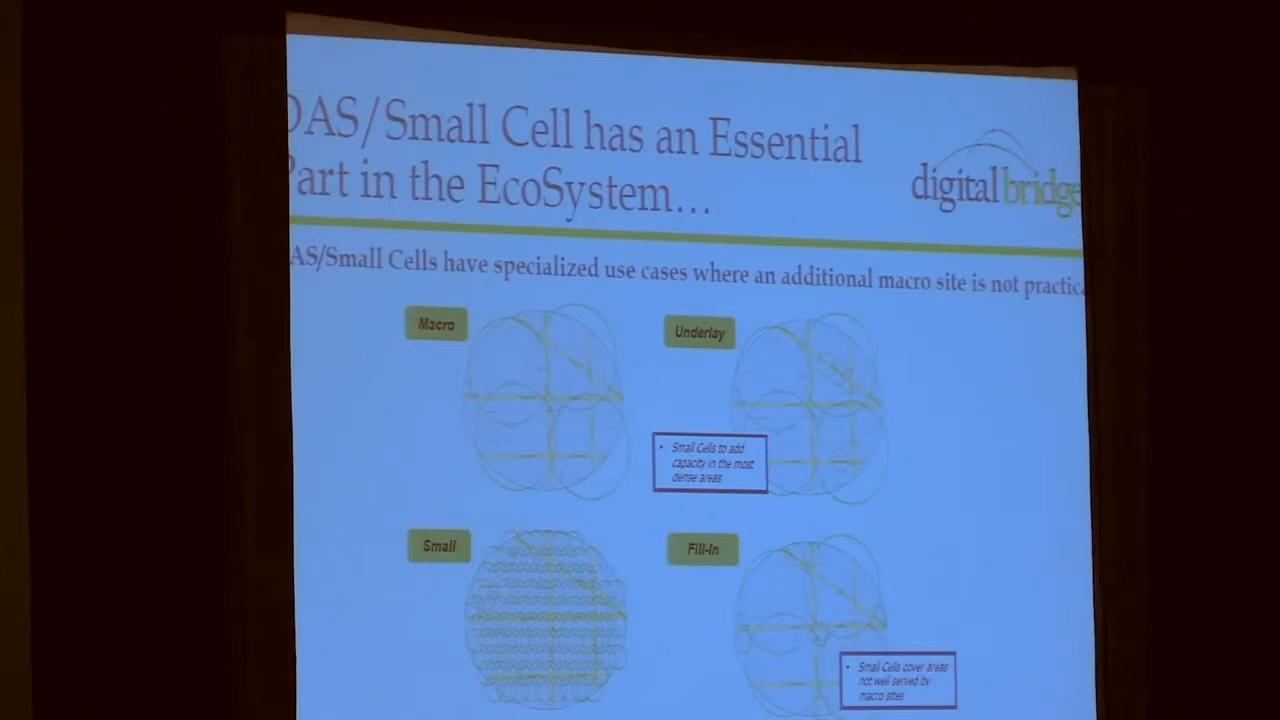 DAS/Small Cell has an Essential
Part in the EcoSystem...
digitalbridge
AS/Small Cells have specialized use cases where an additional macro site is not practic
Macro
Underlay
• Small Cells to add
capacity in the most
dense areas
Small
Fill-In
• Small Cells cover areas
not well served by
macro sites